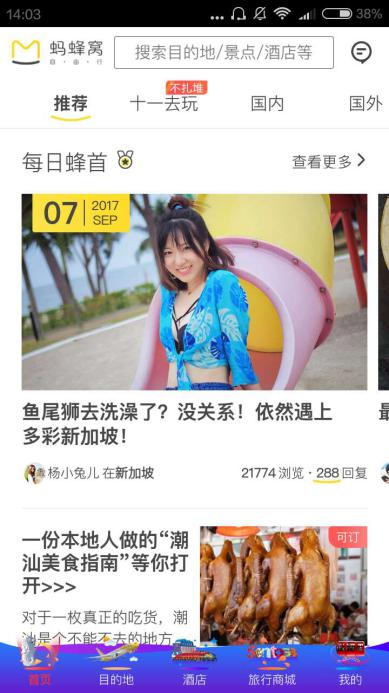 14:03
38%
蚂蜂窝
自·由·行
搜索目的地/景点/酒店等
不扎堆
推荐
十一去玩
国内
国外
每日蜂首
查看更多
07
2017
SEP
鱼尾狮去洗澡了？没关系！依然遇上
多彩新加坡！
杨小兔儿 在新加坡
21774 浏览 · 288 回复
一份本地人做的“潮
汕美食指南”等你打
开>>>
可订
对于一枚真正的吃货，潮
汕是个不能不去的地方
首页
目的地
酒店
旅行商城
我的